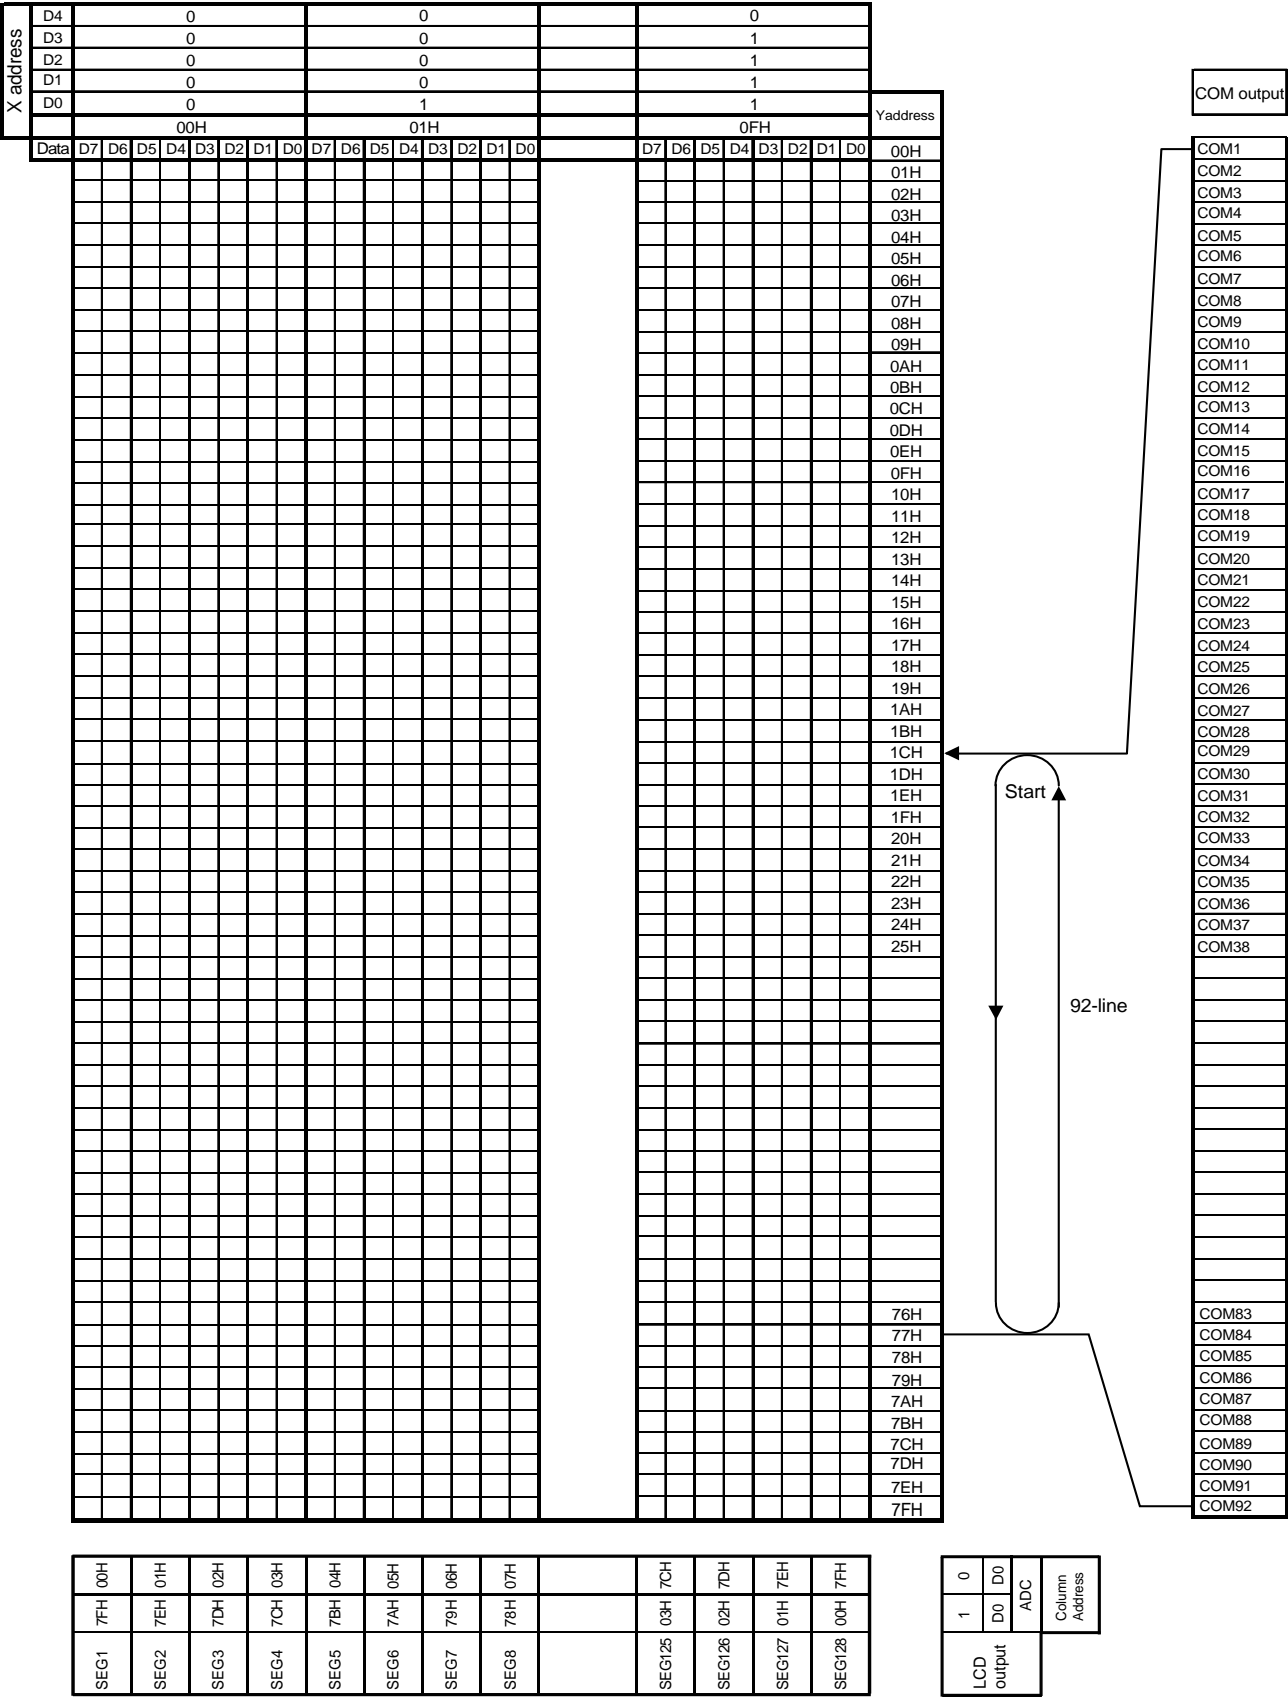 X address
D4 0 0 0
D3 0 0 1
D2 0 0 1
D1 0 0 1
D0 0 1 1
00H 01H 0FH
Yaddress
COM output
Data D7 D6 D5 D4 D3 D2 D1 D0 D7 D6 D5 D4 D3 D2 D1 D0 D7 D6 D5 D4 D3 D2 D1 D0 00H COM1
01H COM2
02H COM3
03H COM4
04H COM5
05H COM6
06H COM7
07H COM8
08H COM9
09H COM10
0AH COM11
0BH COM12
0CH COM13
0DH COM14
0EH COM15
0FH COM16
10H COM17
11H COM18
12H COM19
13H COM20
14H COM21
15H COM22
16H COM23
17H COM24
18H COM25
19H COM26
1AH COM27
1BH COM28
1CH COM29
1DH COM30
1EH Start COM31
1FH COM32
20H COM33
21H COM34
22H COM35
23H COM36
24H COM37
25H COM38
92-line
76H COM83
77H COM84
78H COM85
79H COM86
7AH COM87
7BH COM88
7CH COM89
7DH COM90
7EH COM91
7FH COM92
00H 01H 02H 03H 04H 05H 06H 07H 7CH 7DH 7EH 7FH 0 D0
7FH 7EH 7DH 7CH 7BH 7AH 79H 78H 03H 02H 01H 00H 1 D0
ADC
Column
Address
SEG1 SEG2 SEG3 SEG4 SEG5 SEG6 SEG7 SEG8 SEG125 SEG126 SEG127 SEG128
LCD
output